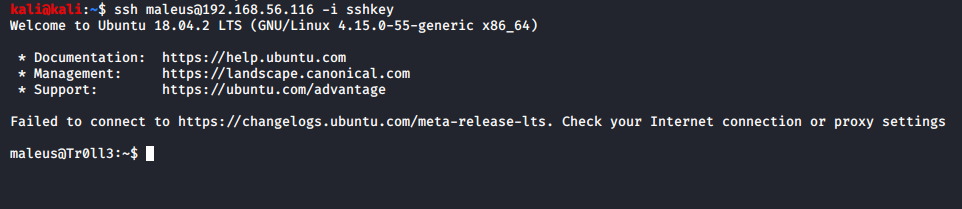 kali@kali:~$ ssh maleus@192.168.56.116 -i sshkey
Welcome to Ubuntu 18.04.2 LTS (GNU/Linux 4.15.0-55-generic x86_64)
* Documentation:  https://help.ubuntu.com
* Management:     https://landscape.canonical.com
* Support:        https://ubuntu.com/advantage
Failed to connect to https://changelogs.ubuntu.com/meta-release-lts. Check your Internet connection or proxy settings
maleus@Tr0ll3:~$